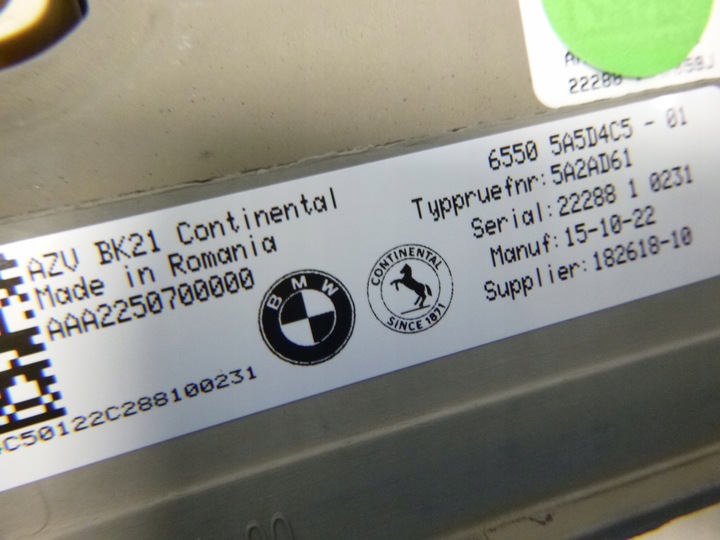 22288
AZV BK21 Continental
Made in Romania
AAA2250700000
C50122C288100231
BMW
CONTINENTAL
SINCE 1871
6550 5A5D4C5 - 01
Typpruefnr: 5A2AD61
Serial: 22288 1 0231
Manuf: 15-10-22
Supplier: 182618-10